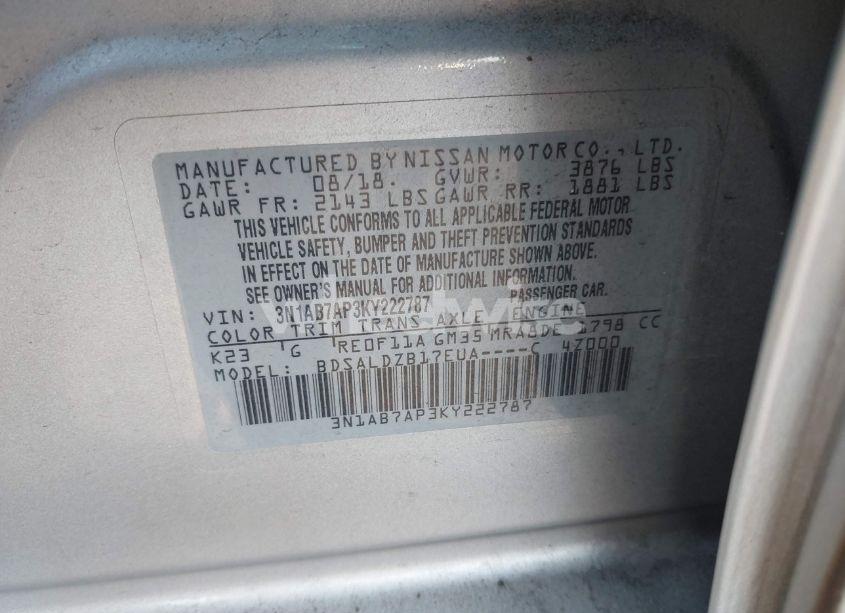 MANUFACTURED BY NISSAN MOTOR CO., LTD.
DATE: 08/18. GVWR: 3876 LBS
GAWR FR: 2143 LBS GAWR RR: 1881 LBS
THIS VEHICLE CONFORMS TO ALL APPLICABLE FEDERAL MOTOR
VEHICLE SAFETY, BUMPER AND THEFT PREVENTION STANDARDS
IN EFFECT ON THE DATE OF MANUFACTURE SHOWN ABOVE.
SEE OWNER'S MANUAL FOR ADDITIONAL INFORMATION.
VIN: 3N1AB7AP3KY222787 PASSENGER CAR.
COLOR TRIM TRANS AXLE ENGINE
K23 G RE0F11A GM35 MRA8DE 1798 CC
MODEL: BDSALDZB17EUA----C 4Z000
3N1AB7AP3KY222787